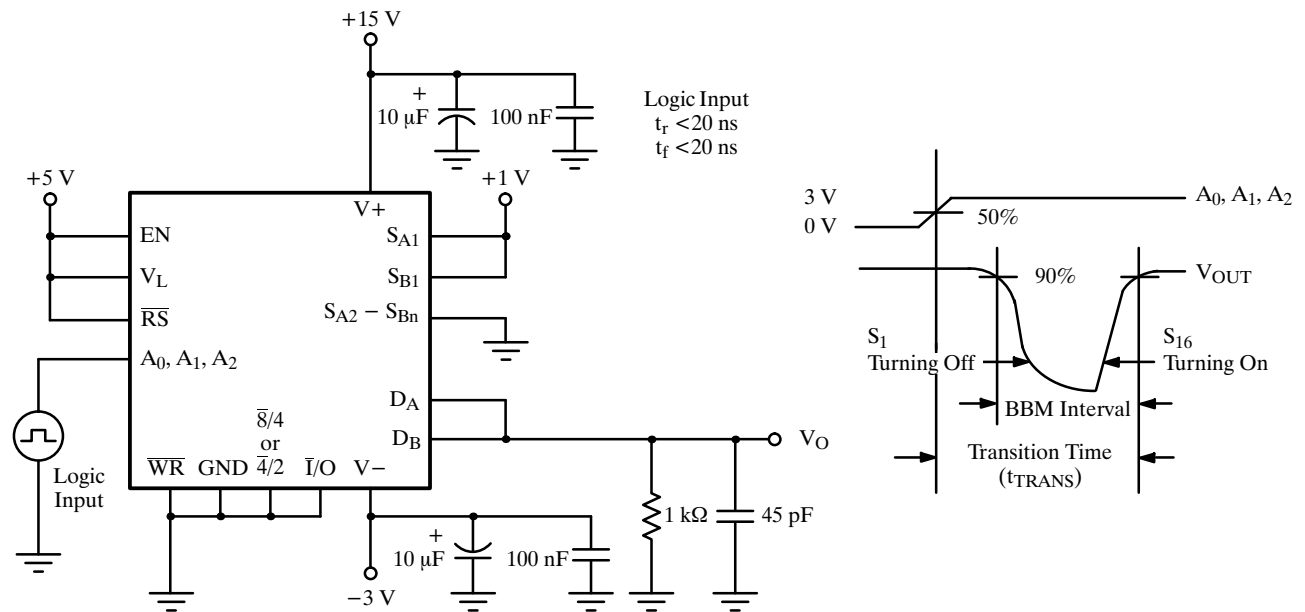 +15 V
+
10 µF
100 nF
Logic Input
t_r <20 ns
t_f <20 ns
+5 V
+1 V
V+
EN
S_A1
V_L
S_B1
R̅S̅
S_A2 – S_Bn
A_0, A_1, A_2
D_A
D_B
V_O
8̅/4
or
4̅/2
W̅R̅
GND
I̅/O
V–
Logic
Input
1 kΩ
45 pF
+
10 µF
100 nF
−3 V
3 V
0 V
50%
A_0, A_1, A_2
90%
V_OUT
S_1
Turning Off
S_16
Turning On
BBM Interval
Transition Time
(t_TRANS)